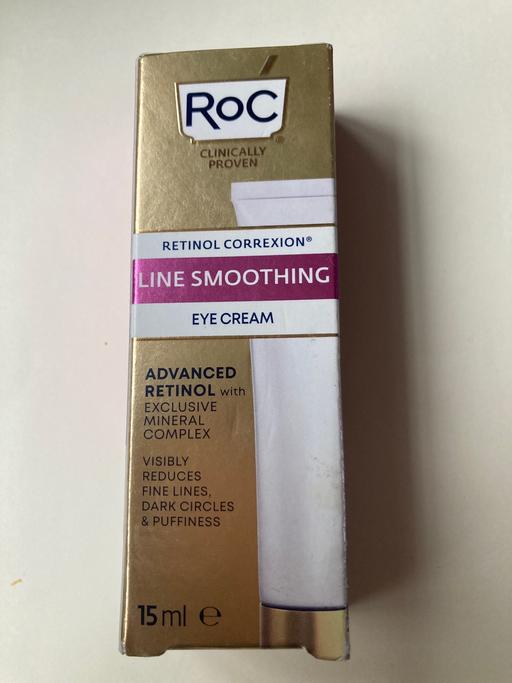 RoC®
CLINICALLY
PROVEN
RETINOL CORREXION®
LINE SMOOTHING
EYE CREAM
ADVANCED
RETINOL with
EXCLUSIVE
MINERAL
COMPLEX
VISIBLY
REDUCES
FINE LINES,
DARK CIRCLES
& PUFFINESS
15ml e